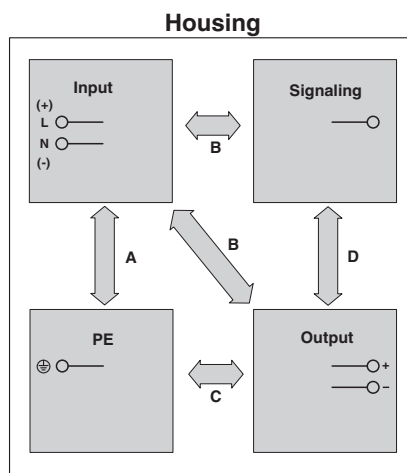 Housing
Input
Signaling
(+)
L
N
(-)
B
A
B
D
PE
Output
+
–
C